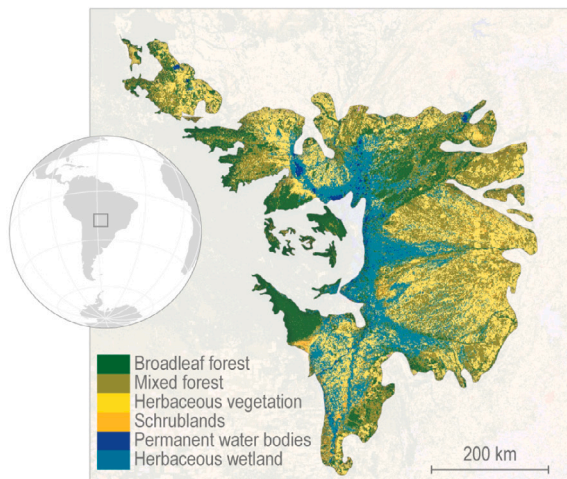 Broadleaf forest
Mixed forest
Herbaceous vegetation
Schrublands
Permanent water bodies
Herbaceous wetland
200 km